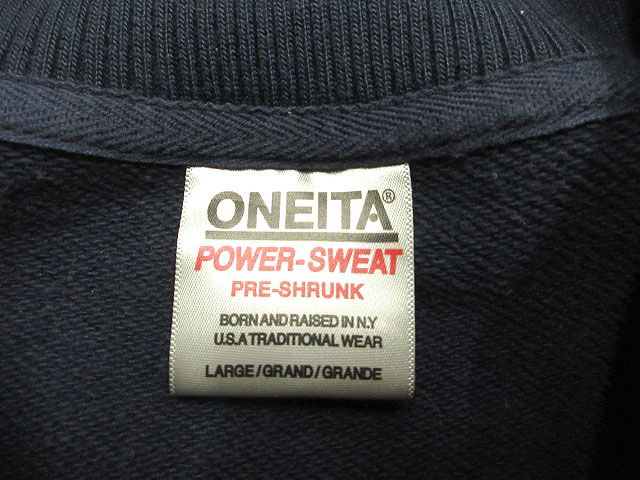 ONEITA®
POWER-SWEAT
PRE-SHRUNK
BORN AND RAISED IN N.Y
U.S.A TRADITIONAL WEAR
LARGE/GRAND/GRANDE